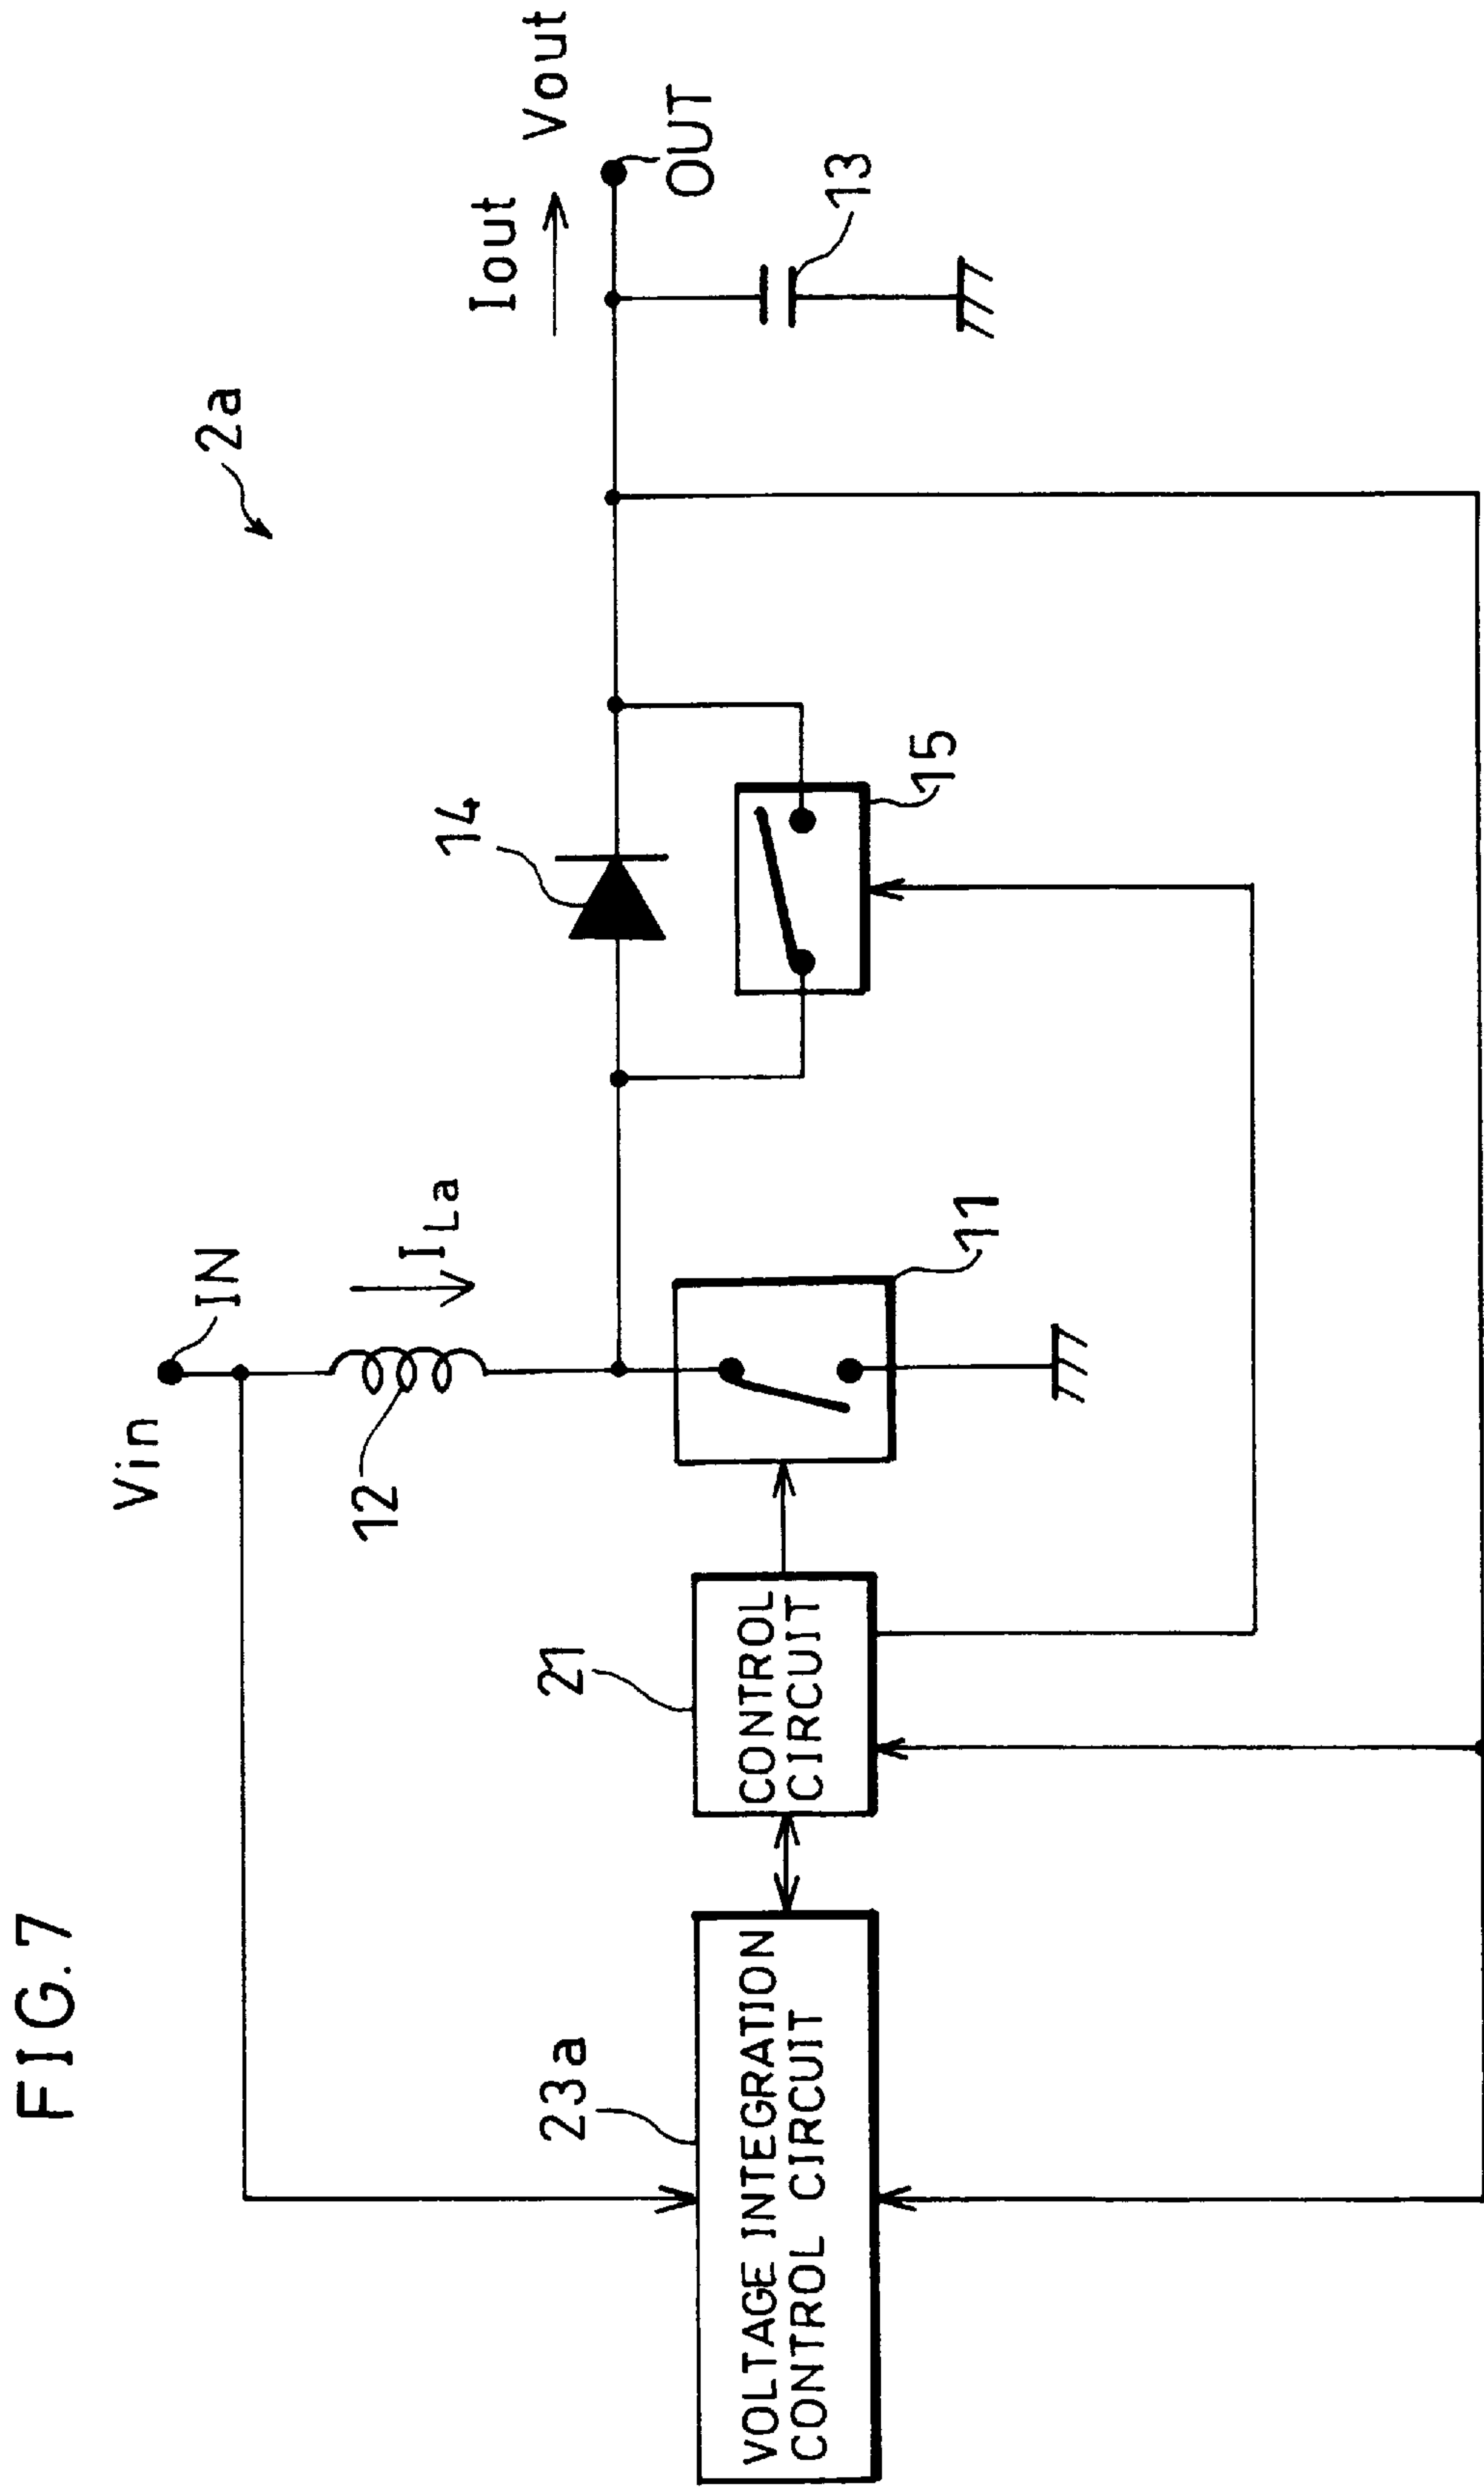 FIG. 7
2a
Vin
IN
I La
12
Iout
Vout
OUT
14
13
15
11
21
CONTROL
CIRCUIT
23a
VOLTAGE INTEGRATION
CONTROL CIRCUIT